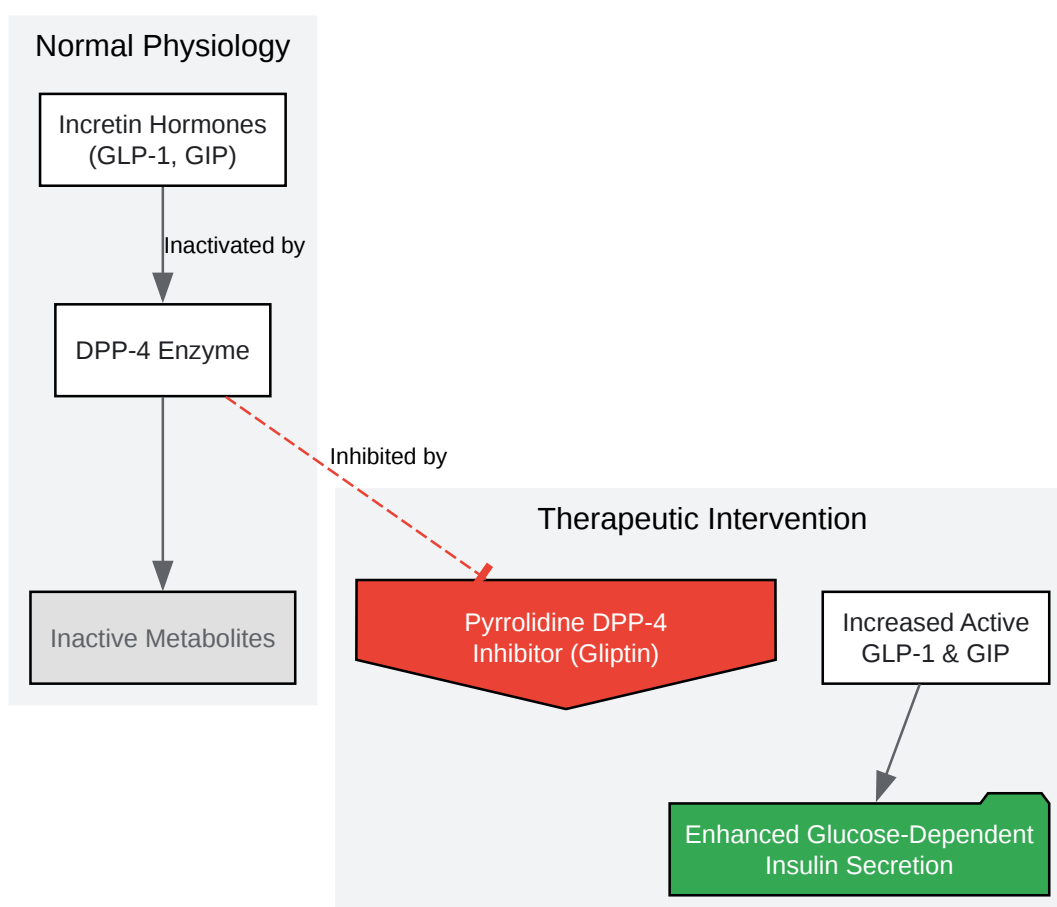 Normal Physiology
Incretin Hormones
(GLP-1, GIP)
Inactivated by
DPP-4 Enzyme
Inhibited by
Therapeutic Intervention
Inactive Metabolites
Pyrrolidine DPP-4
Inhibitor (Gliptin)
Increased Active
GLP-1 & GIP
Enhanced Glucose-Dependent
Insulin Secretion